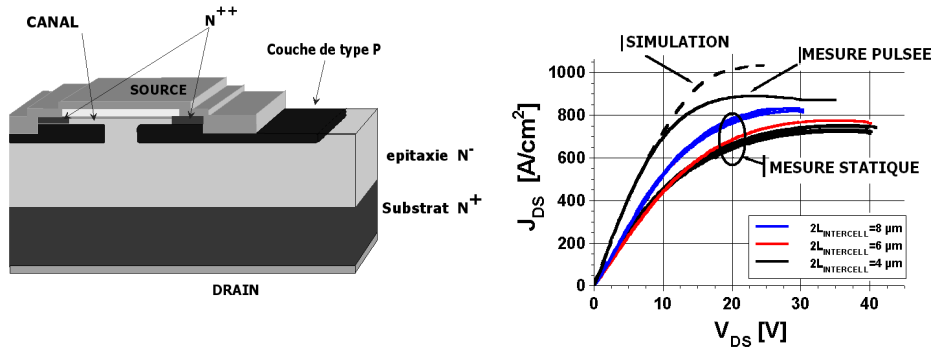 N++
CANAL
Couche de type P
SOURCE
epitaxie N-
Substrat N+
DRAIN
SIMULATION
MESURE PULSEE
MESURE STATIQUE
JDS [A/cm2]
1000
800
600
400
200
0
2LINTERCELL=8 µm
2LINTERCELL=6 µm
2LINTERCELL=4 µm
0 10 20 30 40
VDS [V]